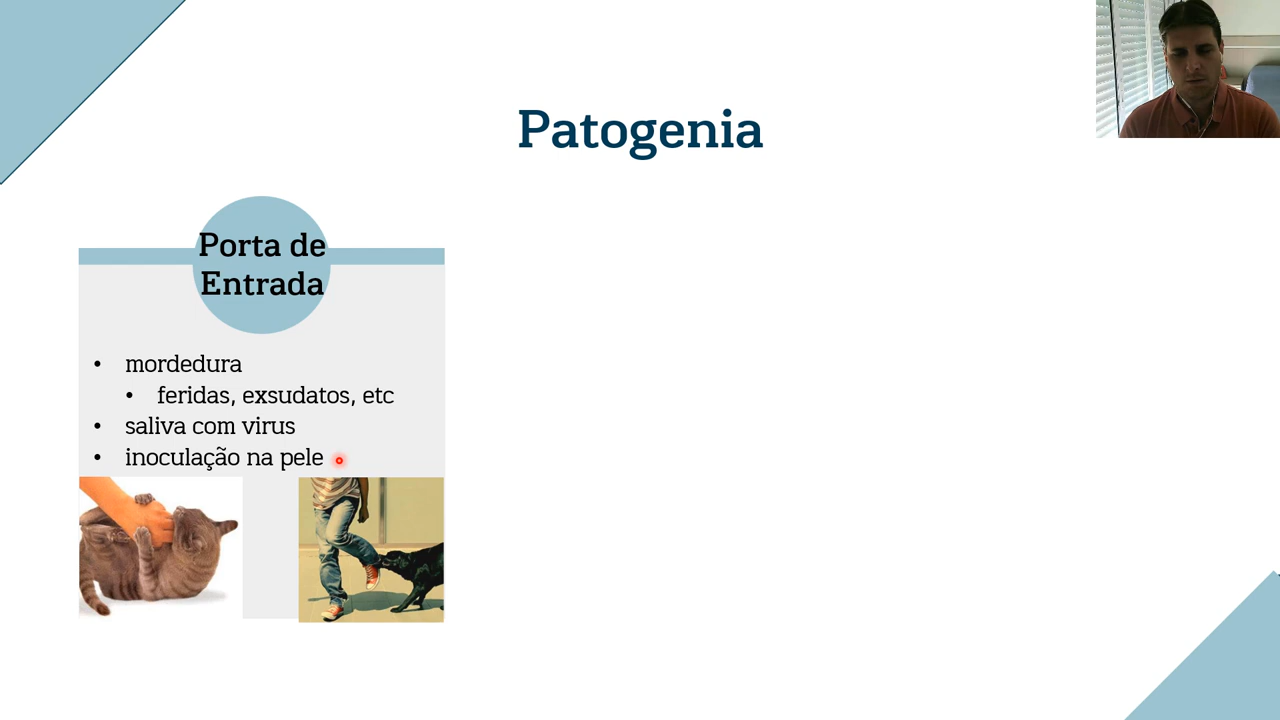 Patogenia
Porta de
Entrada
• mordedura
• feridas, exsudatos, etc
• saliva com virus
• inoculação na pele